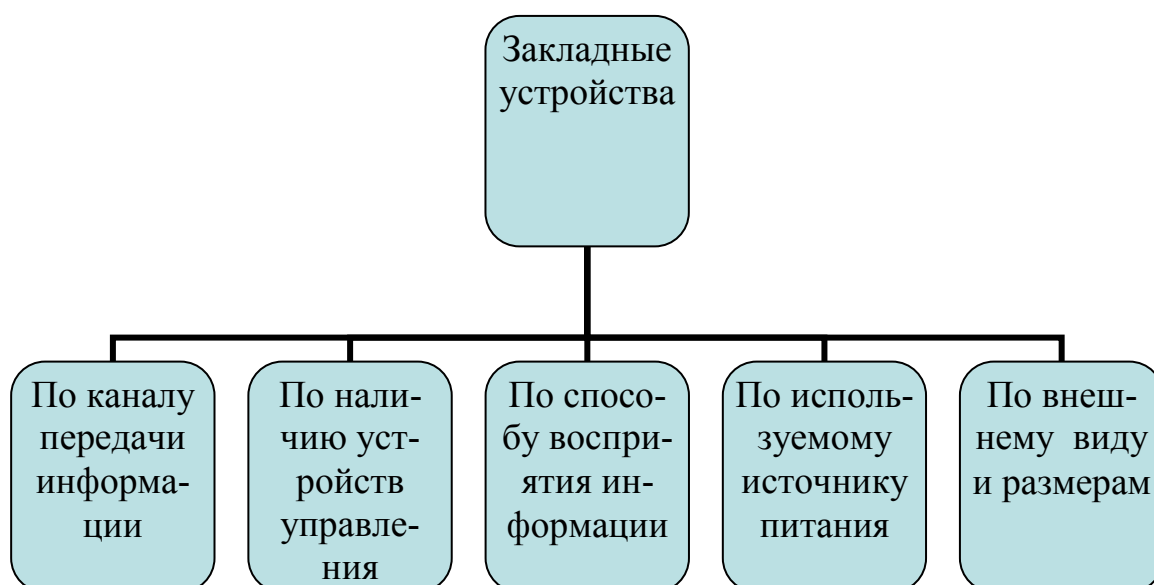 Закладные
устройства
По каналу
передачи
информа-
ции
По нали-
чию уст-
ройств
управле-
ния
По спосо-
бу воспри-
ятия ин-
формации
По исполь-
зуемому
источнику
питания
По внеш-
нему  виду
и размерам